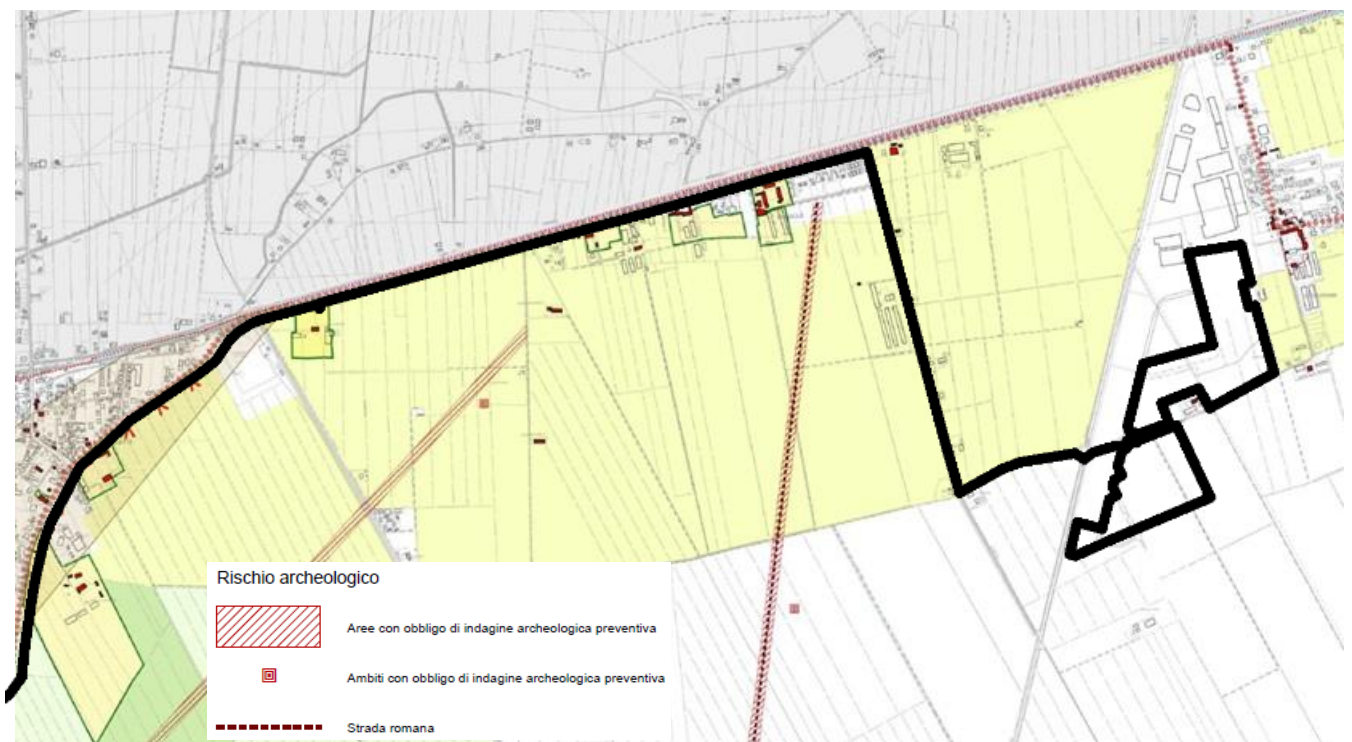 Rischio archeologico
Aree con obbligo di indagine archeologica preventiva
Ambiti con obbligo di indagine archeologica preventiva
Strada romana